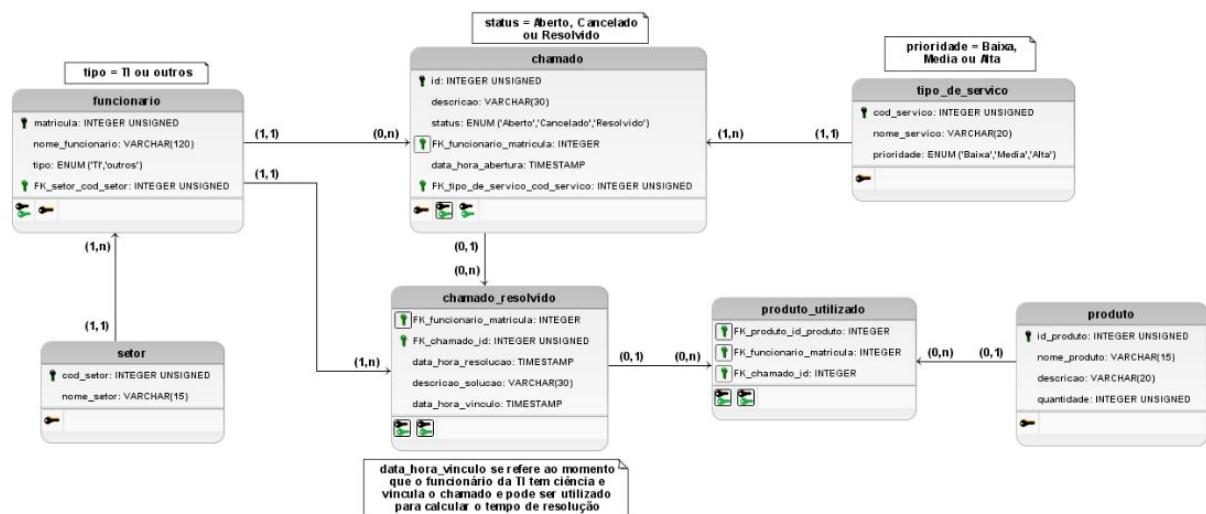 status = Aberto, Cancelado
ou Resolvido
prioridade = Baixa,
Media ou Alta
tipo = TI ou outros
funcionario
matricula: INTEGER UNSIGNED
nome_funcionario: VARCHAR(120)
tipo: ENUM ('TI','outros')
FK_setor_cod_setor: INTEGER UNSIGNED
(1,1)
(0,n)
(1,1)
chamado
id: INTEGER UNSIGNED
descricao: VARCHAR(30)
status: ENUM ('Aberto','Cancelado','Resolvido')
FK_funcionario_matricula: INTEGER
data_hora_abertura: TIMESTAMP
FK_tipo_de_servico_cod_servico: INTEGER UNSIGNED
(1,n)
(1,1)
tipo_de_servico
cod_servico: INTEGER UNSIGNED
nome_servico: VARCHAR(20)
prioridade: ENUM ('Baixa','Media','Alta')
(1,n)
(1,1)
setor
cod_setor: INTEGER UNSIGNED
nome_setor: VARCHAR(15)
(0,1)
(0,n)
(1,n)
chamado_resolvido
FK_funcionario_matricula: INTEGER
FK_chamado_id: INTEGER UNSIGNED
data_hora_resolucao: TIMESTAMP
descricao_solucao: VARCHAR(30)
data_hora_vinculo: TIMESTAMP
(0,1)
(0,n)
produto_utilizado
FK_produto_id_produto: INTEGER
FK_funcionario_matricula: INTEGER
FK_chamado_id: INTEGER
(0,n)
(0,1)
produto
id_produto: INTEGER UNSIGNED
nome_produto: VARCHAR(15)
descricao: VARCHAR(20)
quantidade: INTEGER UNSIGNED
data_hora_vinculo se refere ao momento
que o funcionário da TI tem ciência e
vincula o chamado e pode ser utilizado
para calcular o tempo de resolução